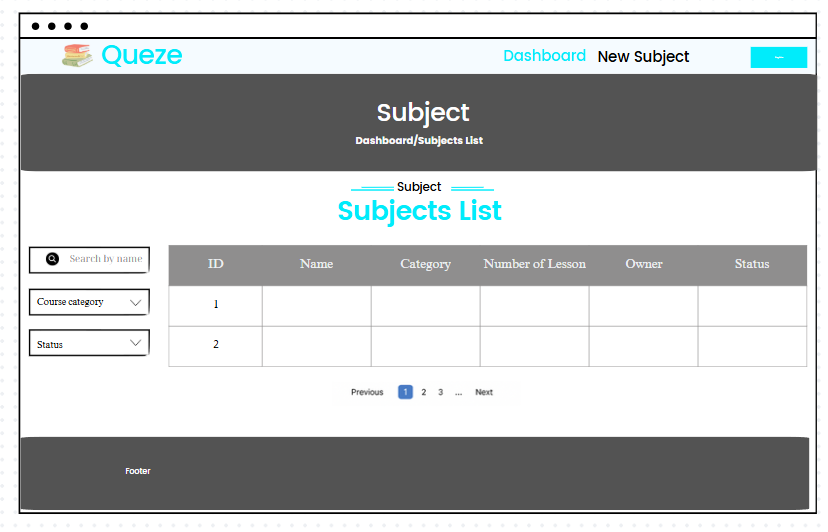 Queze
Dashboard New Subject
Subject
Dashboard/Subjects List
Subject
Subjects List
Search by name
Course category
Status
ID Name Category Number of Lesson Owner Status
1
2
Previous 1 2 3 ... Next
Footer